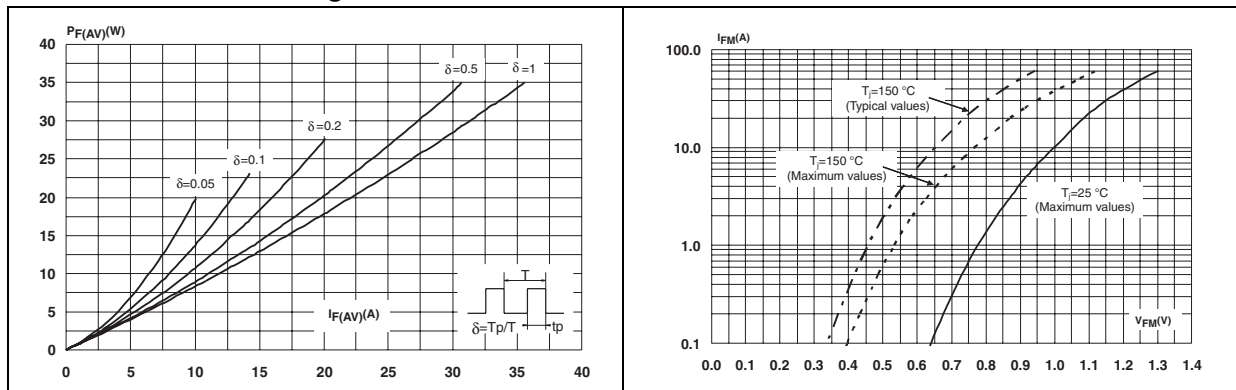 PF(AV)(W)
40
35
30
25
20
15
10
5
0
δ=0.05
δ=0.1
δ=0.2
δ=0.5
δ=1
T
IF(AV)(A)
δ=Tp/T
tp
0 5 10 15 20 25 30 35 40
IFM(A)
100.0
10.0
1.0
0.1
Tj=150 °C
(Typical values)
Tj=150 °C
(Maximum values)
Tj=25 °C
(Maximum values)
VFM(V)
0.0 0.1 0.2 0.3 0.4 0.5 0.6 0.7 0.8 0.9 1.0 1.1 1.2 1.3 1.4